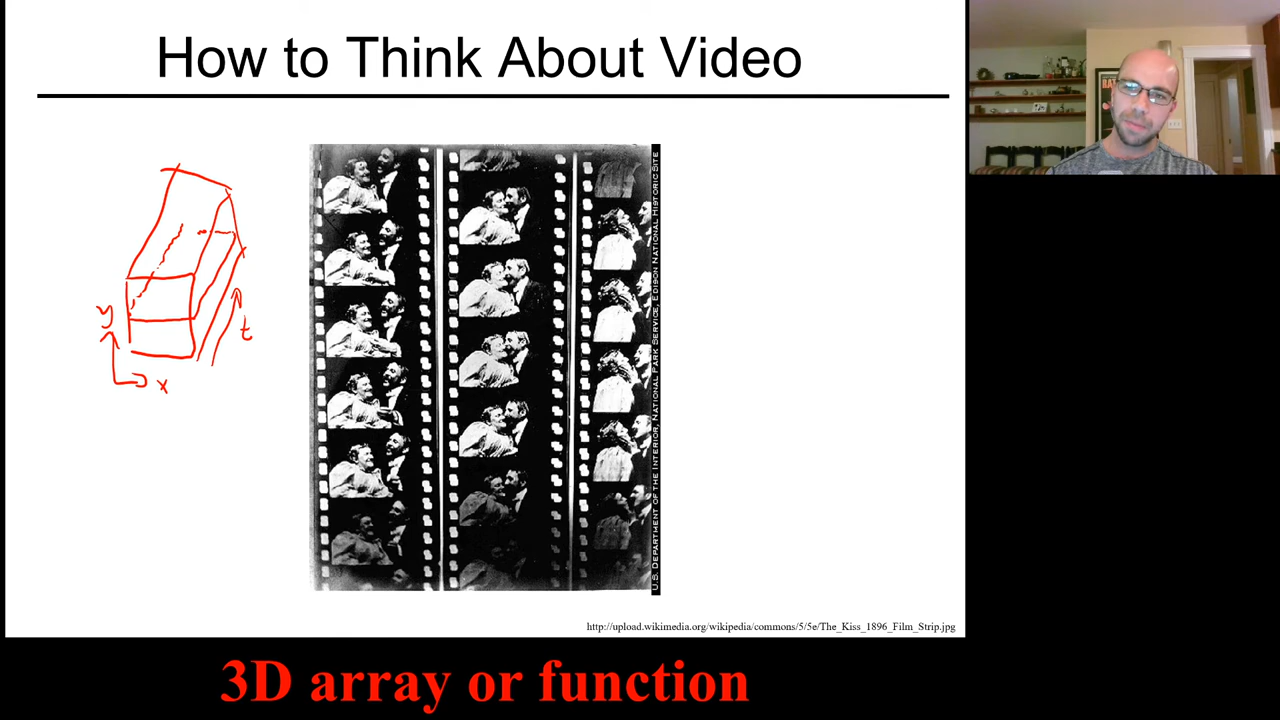 How to Think About Video
y
x
t
U.S. DEPARTMENT OF THE INTERIOR, NATIONAL PARK SERVICE, EDISON NATIONAL HISTORIC SITE
http://upload.wikimedia.org/wikipedia/commons/5/5e/The_Kiss_1896_Film_Strip.jpg
3D array or function